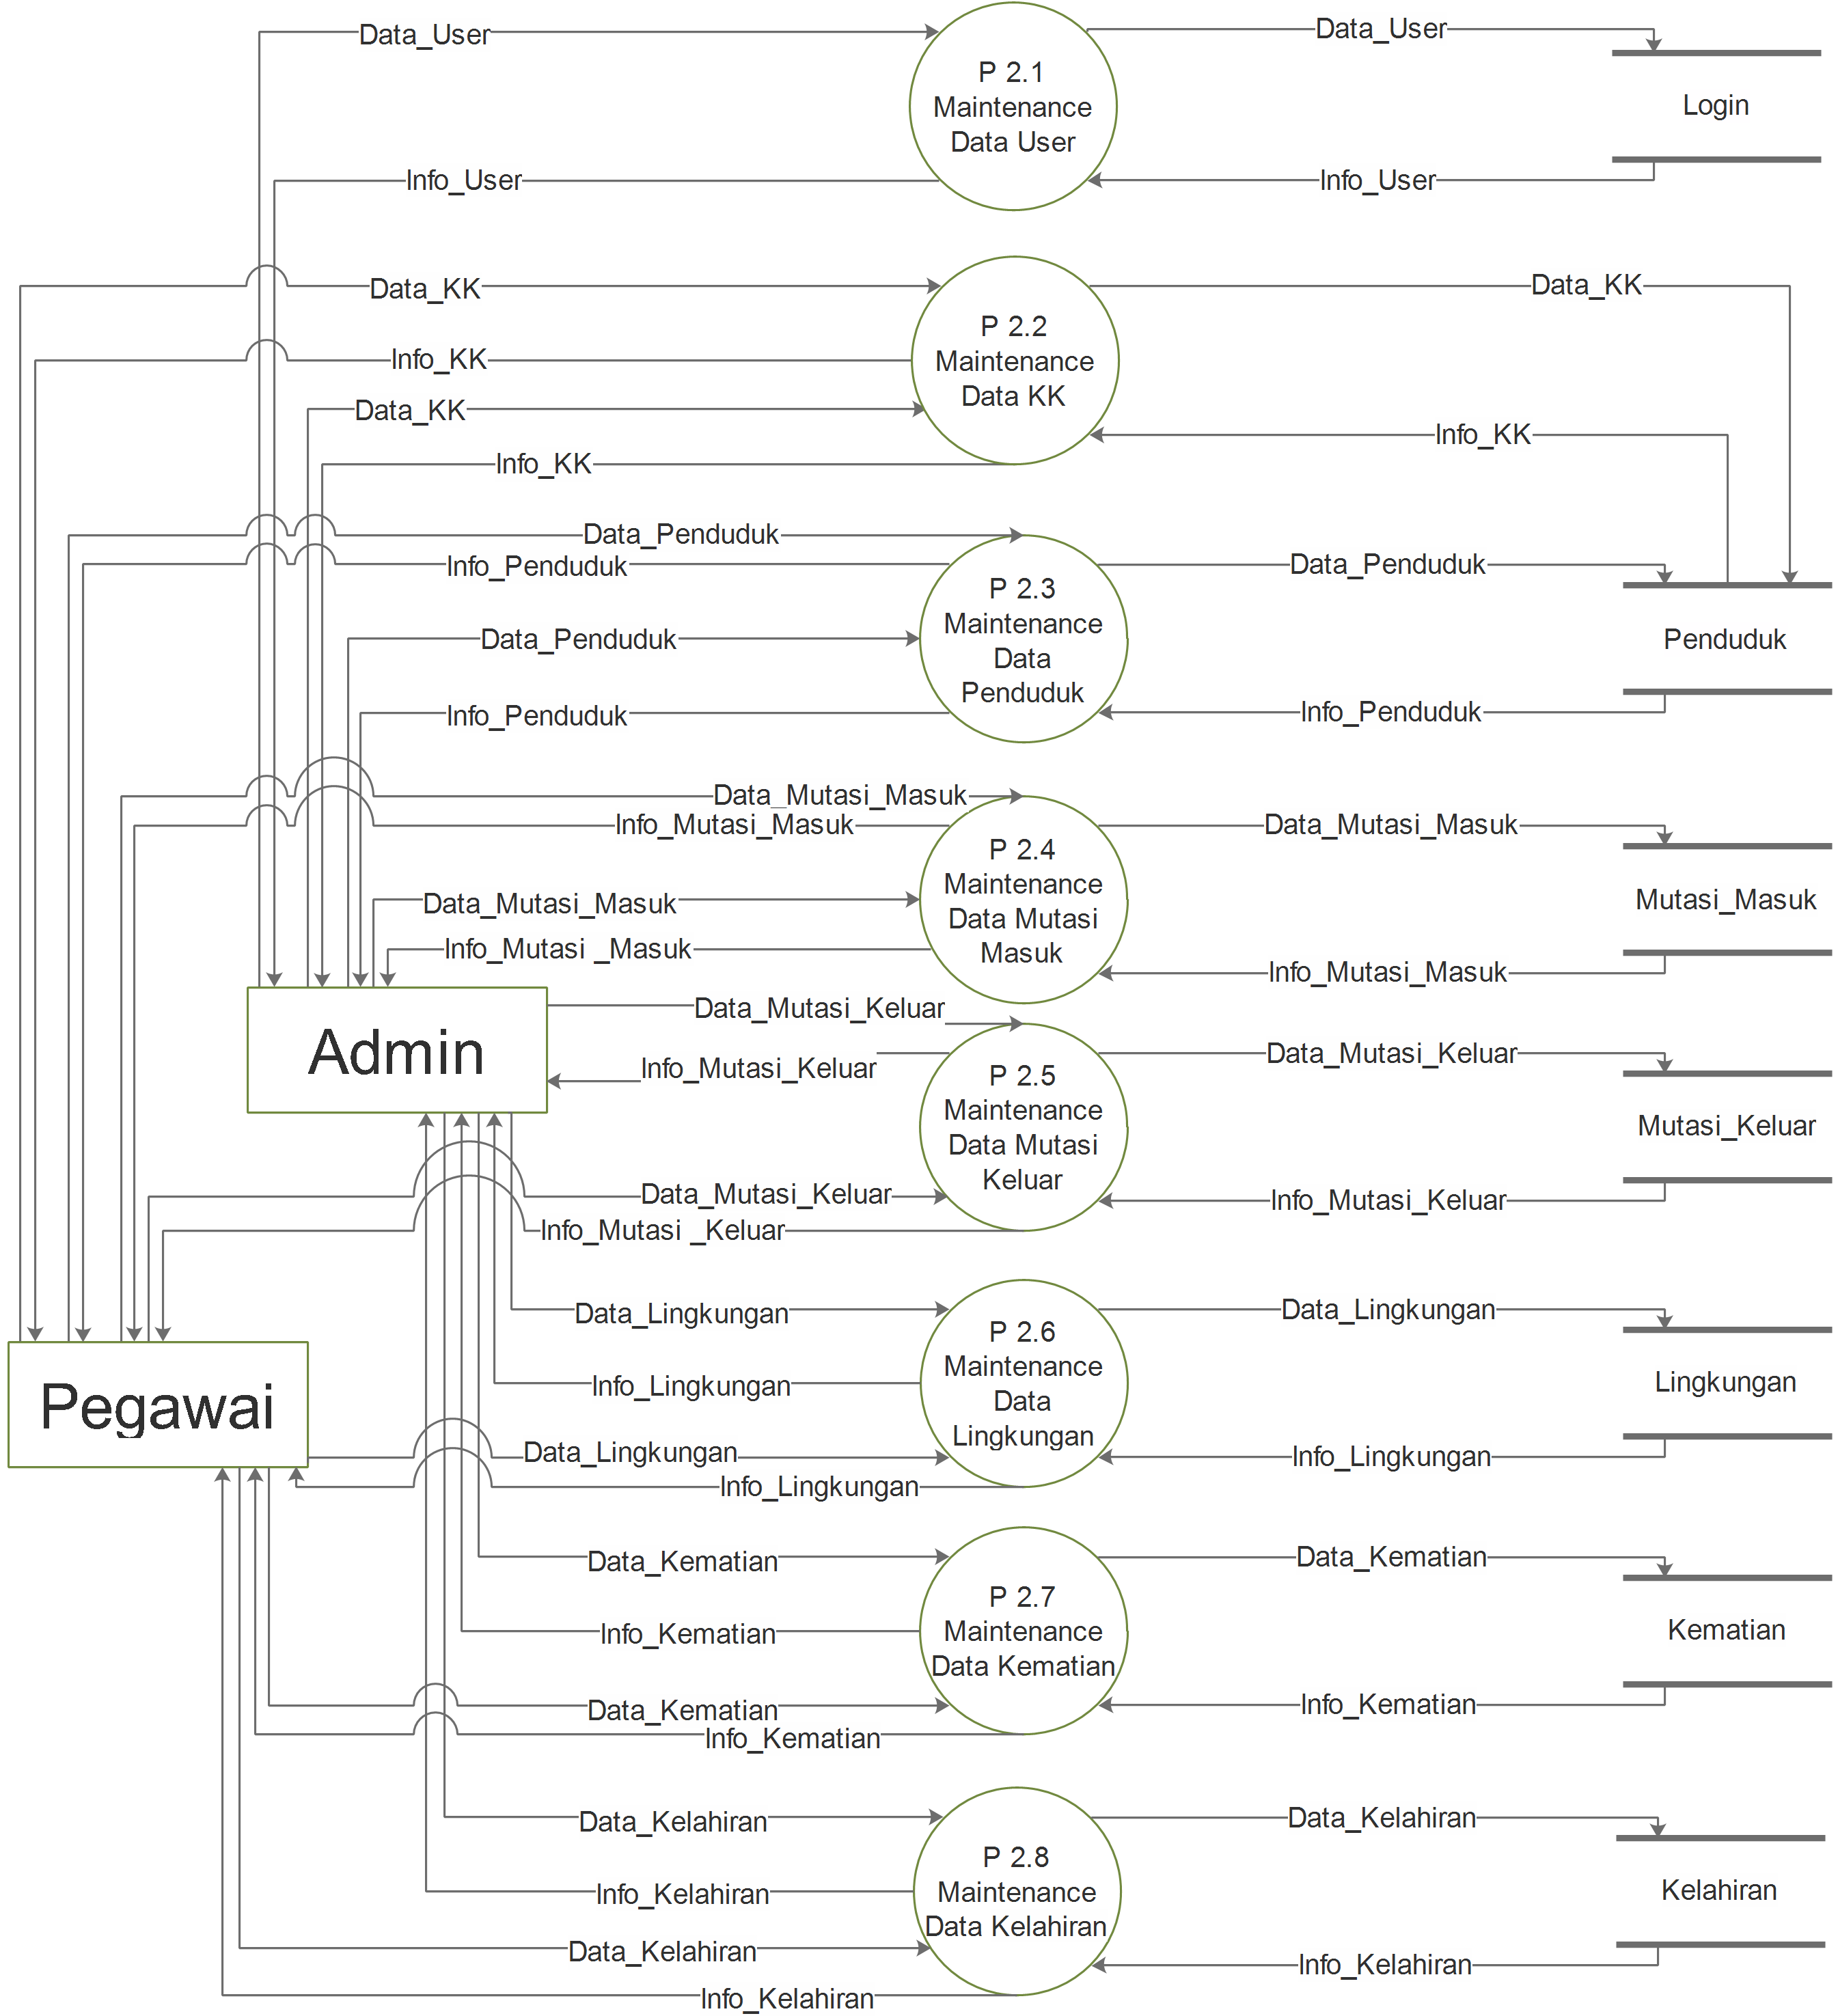 Data_User
Data_User
P 2.1
Maintenance
Data User
Login
Info_User
Info_User
Data_KK
Data_KK
P 2.2
Maintenance
Data KK
Info_KK
Data_KK
Info_KK
Info_KK
Data_Penduduk
Info_Penduduk
Data_Penduduk
P 2.3
Maintenance
Data
Penduduk
Data_Penduduk
Penduduk
Info_Penduduk
Info_Penduduk
Data_Mutasi_Masuk
Info_Mutasi_Masuk
Data_Mutasi_Masuk
P 2.4
Maintenance
Data Mutasi
Masuk
Data_Mutasi_Masuk
Mutasi_Masuk
Info_Mutasi _Masuk
Info_Mutasi_Masuk
Admin
Data_Mutasi_Keluar
Info_Mutasi_Keluar
Data_Mutasi_Keluar
P 2.5
Maintenance
Data Mutasi
Keluar
Mutasi_Keluar
Data_Mutasi_Keluar
Info_Mutasi_Keluar
Info_Mutasi _Keluar
Data_Lingkungan
Data_Lingkungan
P 2.6
Maintenance
Data
Lingkungan
Info_Lingkungan
Lingkungan
Pegawai
Data_Lingkungan
Info_Lingkungan
Info_Lingkungan
Data_Kematian
Data_Kematian
P 2.7
Maintenance
Data Kematian
Info_Kematian
Kematian
Data_Kematian
Info_Kematian
Info_Kematian
Data_Kelahiran
Data_Kelahiran
P 2.8
Maintenance
Data Kelahiran
Info_Kelahiran
Kelahiran
Data_Kelahiran
Info_Kelahiran
Info_Kelahiran